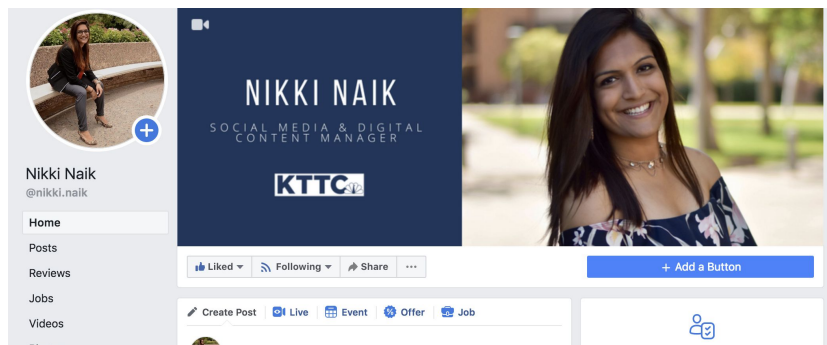 NIKKI NAIK
SOCIAL MEDIA & DIGITAL
CONTENT MANAGER
KTTC
Nikki Naik
@nikki.naik
Home
Posts
Reviews
Jobs
Videos
Liked
Following
Share
+ Add a Button
Create Post
Live
Event
Offer
Job